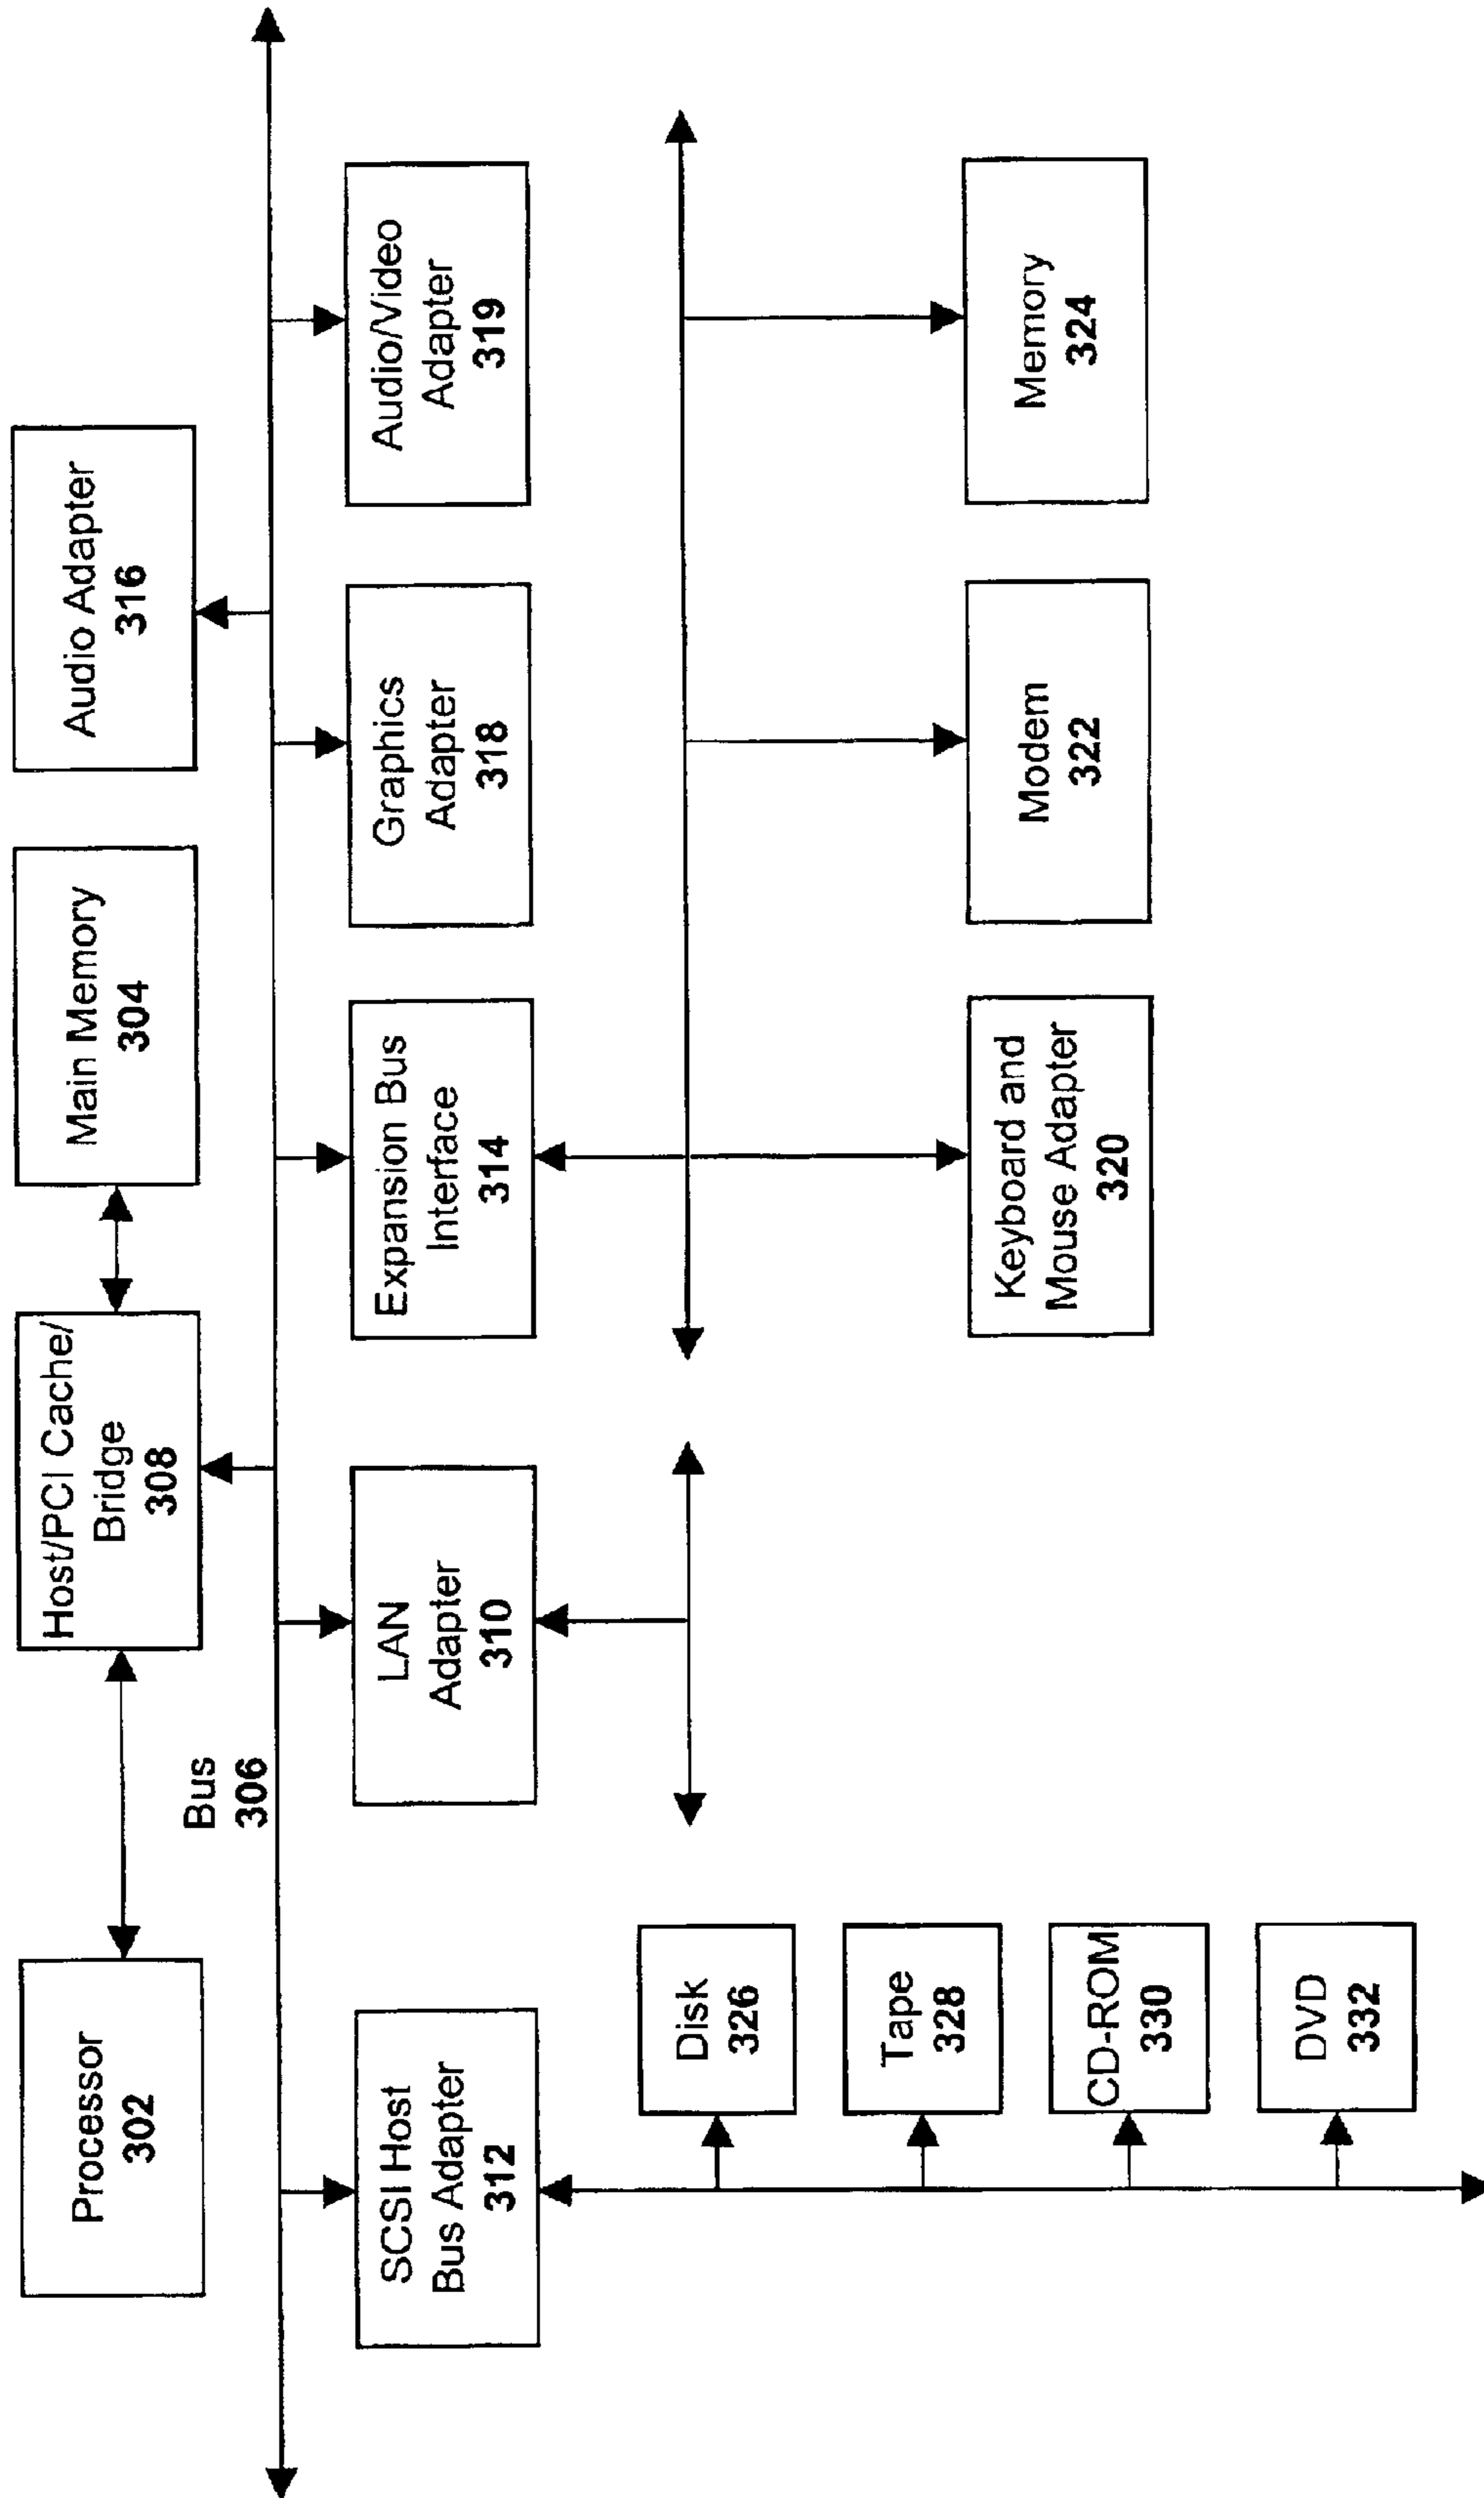 Processor
302
Host/PCI Cache/
Bridge
308
Main Memory
304
Audio Adapter
316
Bus
306
SCSI Host
Bus Adapter
312
LAN
Adapter
310
Expansion Bus
Interface
314
Graphics
Adapter
318
Audio/Video
Adapter
319
Disk
326
Tape
328
CD-ROM
330
DVD
332
Keyboard and
Mouse Adapter
320
Modem
322
Memory
324